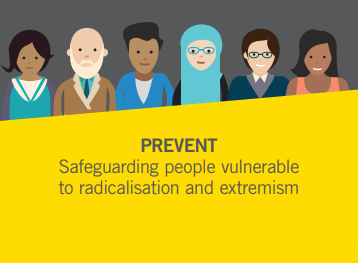 PREVENT
Safeguarding people vulnerable
to radicalisation and extremism